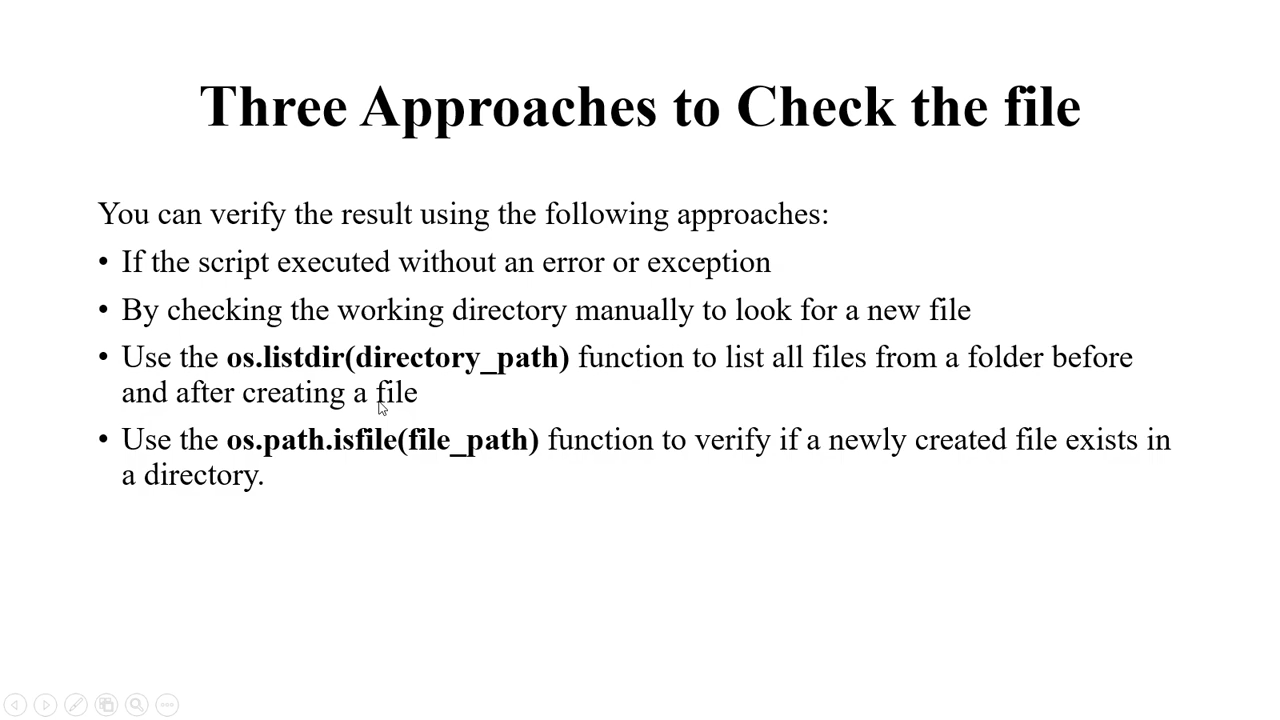 Three Approaches to Check the file
You can verify the result using the following approaches:
• If the script executed without an error or exception
• By checking the working directory manually to look for a new file
• Use the os.listdir(directory_path) function to list all files from a folder before
and after creating a file
• Use the os.path.isfile(file_path) function to verify if a newly created file exists in
a directory.